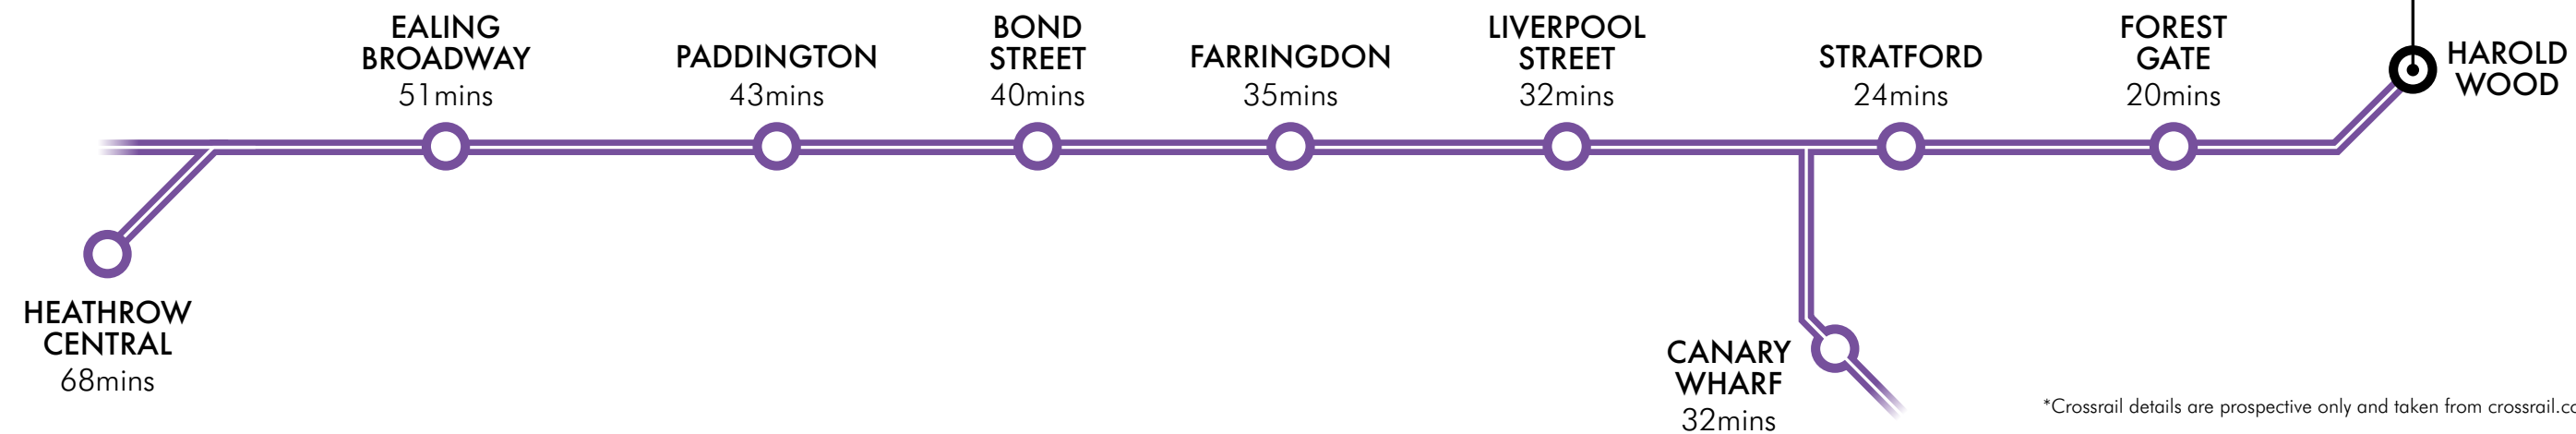 EALING
BROADWAY
51mins
PADDINGTON
43mins
BOND
STREET
40mins
FARRINGDON
35mins
LIVERPOOL
STREET
32mins
STRATFORD
24mins
FOREST
GATE
20mins
HAROLD
WOOD
HEATHROW
CENTRAL
68mins
CANARY
WHARF
32mins
*Crossrail details are prospective only and taken from